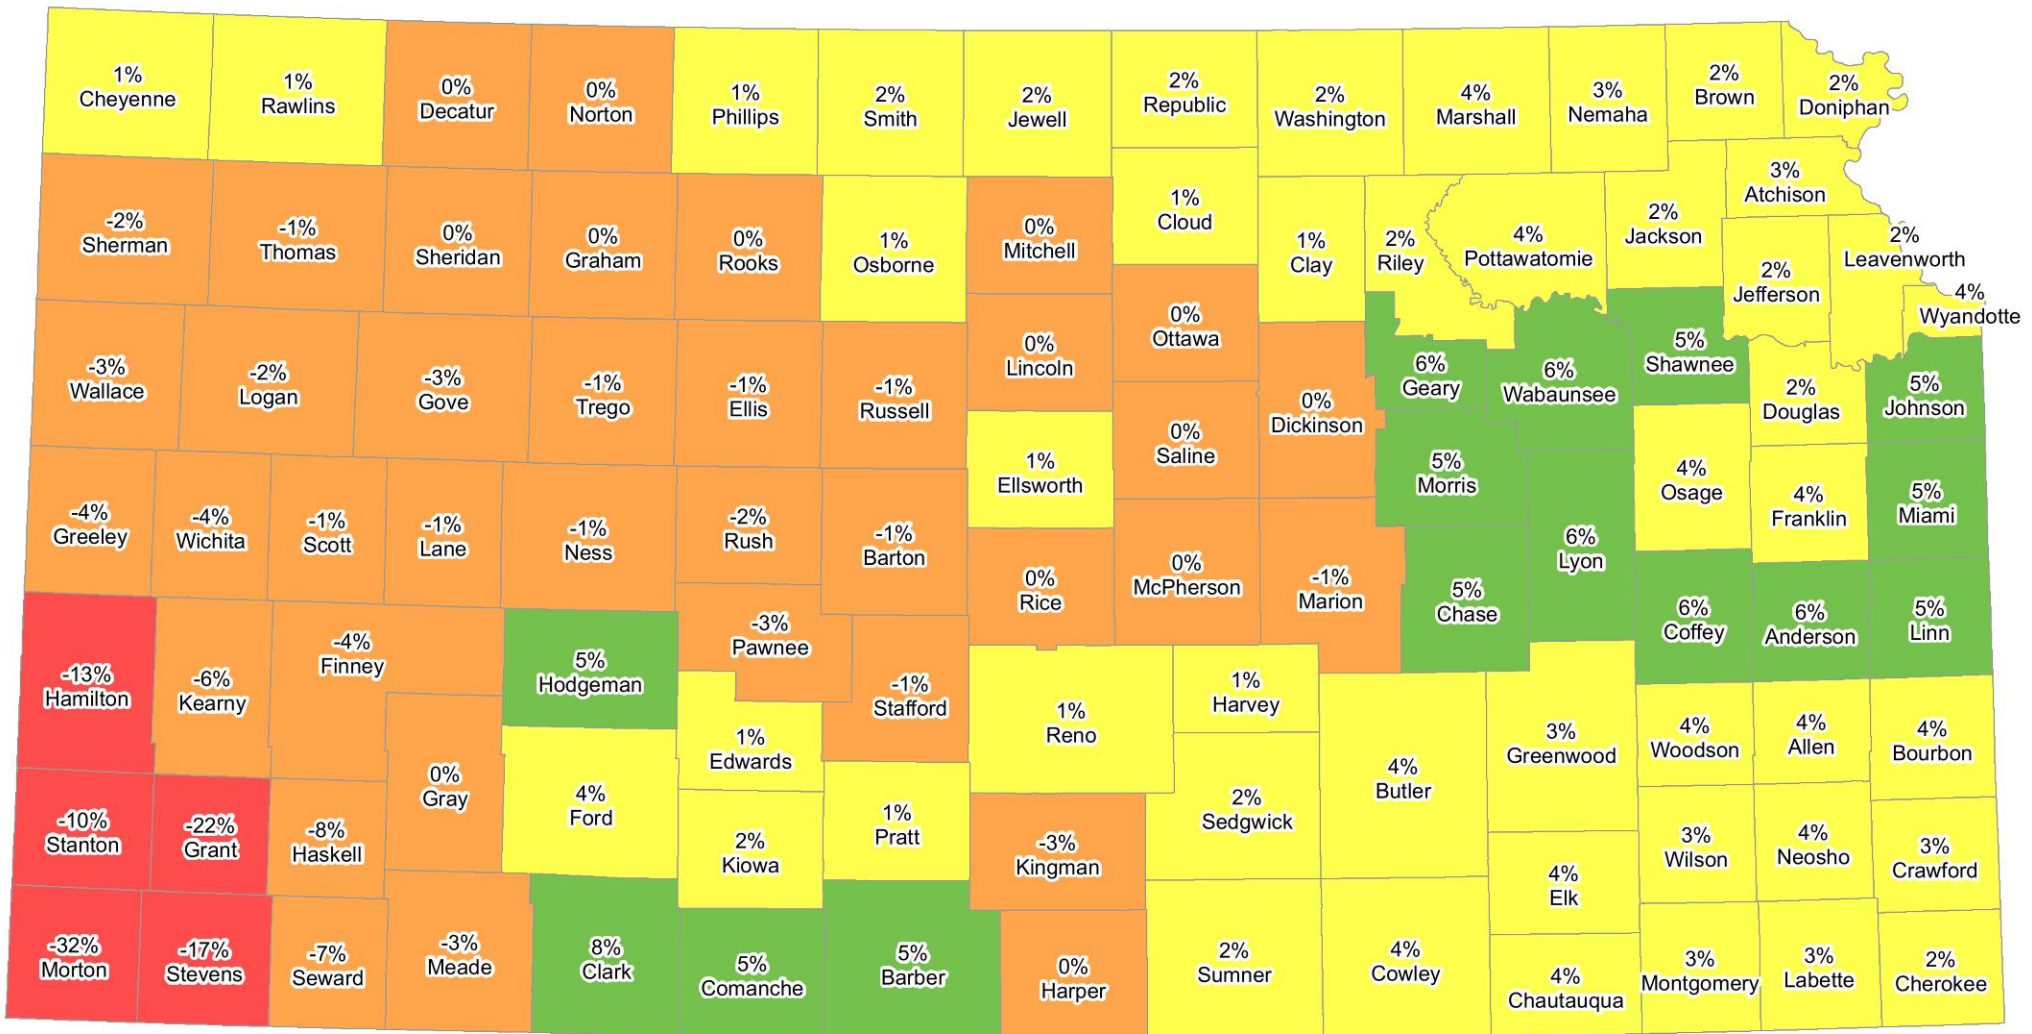 1%
Cheyenne
1%
Rawlins
0%
Decatur
0%
Norton
1%
Phillips
2%
Smith
2%
Jewell
2%
Republic
2%
Washington
4%
Marshall
3%
Nemaha
2%
Brown
2%
Doniphan
-2%
Sherman
-1%
Thomas
0%
Sheridan
0%
Graham
0%
Rooks
1%
Osborne
0%
Mitchell
1%
Cloud
1%
Clay
2%
Riley
4%
Pottawatomie
2%
Jackson
3%
Atchison
2%
Jefferson
2%
Leavenworth
4%
Wyandotte
-3%
Wallace
-2%
Logan
-3%
Gove
-1%
Trego
-1%
Ellis
-1%
Russell
0%
Lincoln
0%
Ottawa
0%
Saline
0%
Dickinson
6%
Geary
6%
Wabaunsee
5%
Shawnee
2%
Douglas
5%
Johnson
-4%
Greeley
-4%
Wichita
-1%
Scott
-1%
Lane
-1%
Ness
-2%
Rush
-1%
Barton
1%
Ellsworth
0%
Rice
0%
McPherson
-1%
Marion
5%
Morris
5%
Chase
6%
Lyon
4%
Osage
4%
Franklin
5%
Miami
6%
Coffey
6%
Anderson
5%
Linn
-13%
Hamilton
-6%
Kearny
-4%
Finney
0%
Gray
5%
Hodgeman
-3%
Pawnee
-1%
Stafford
1%
Edwards
4%
Ford
2%
Kiowa
1%
Pratt
1%
Reno
1%
Harvey
2%
Sedgwick
4%
Butler
3%
Greenwood
4%
Woodson
4%
Allen
4%
Bourbon
-10%
Stanton
-22%
Grant
-8%
Haskell
-3%
Kingman
4%
Elk
3%
Wilson
4%
Neosho
3%
Crawford
-32%
Morton
-17%
Stevens
-7%
Seward
-3%
Meade
8%
Clark
5%
Comanche
5%
Barber
0%
Harper
2%
Sumner
4%
Cowley
4%
Chautauqua
3%
Montgomery
3%
Labette
2%
Cherokee